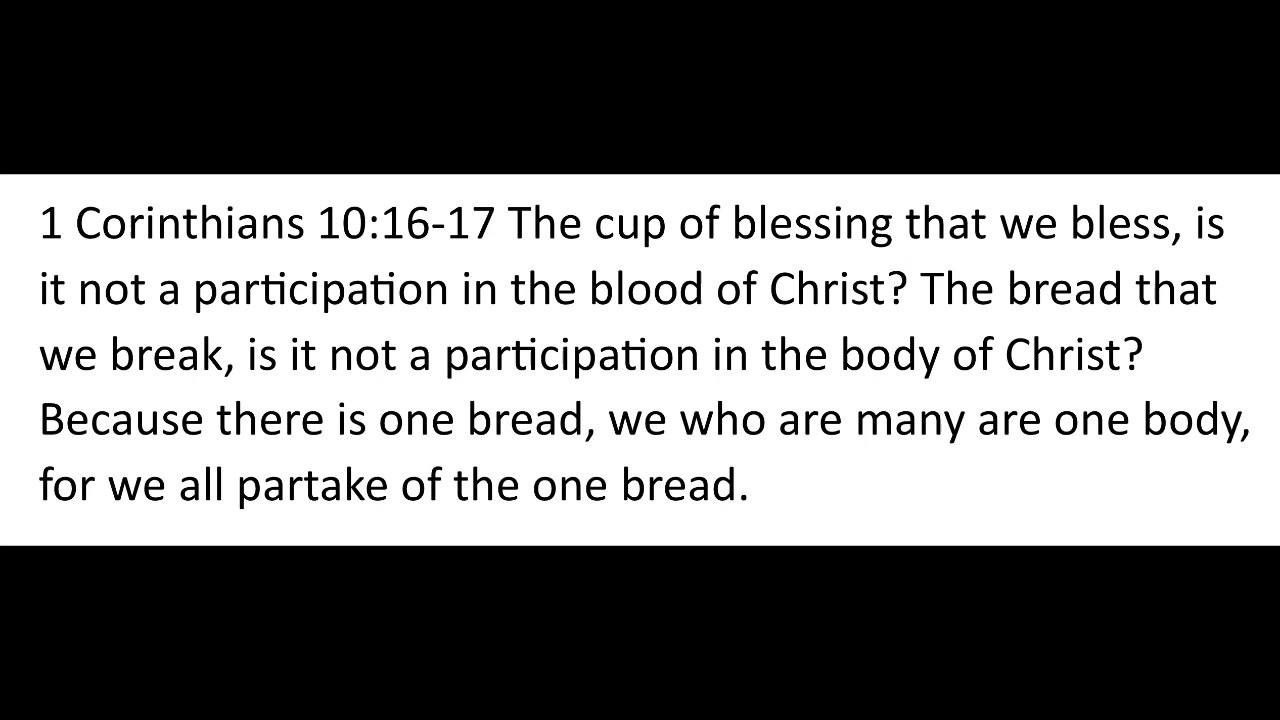 1 Corinthians 10:16-17 The cup of blessing that we bless, is
it not a participation in the blood of Christ? The bread that
we break, is it not a participation in the body of Christ?
Because there is one bread, we who are many are one body,
for we all partake of the one bread.